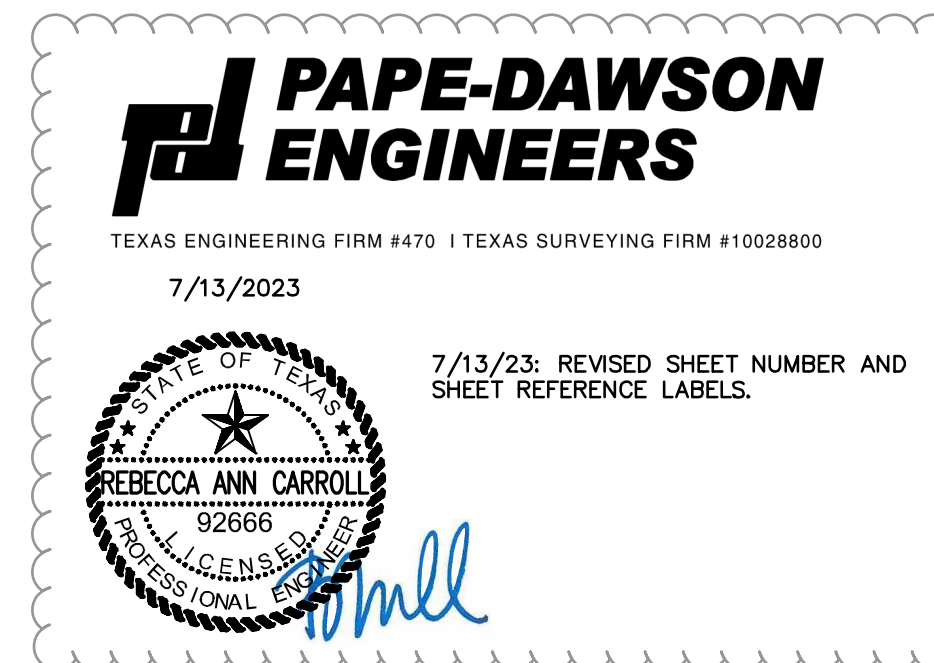 PAPE-DAWSON
ENGINEERS
TEXAS ENGINEERING FIRM #470 | TEXAS SURVEYING FIRM #10028800
7/13/2023
7/13/23: REVISED SHEET NUMBER AND
SHEET REFERENCE LABELS.
STATE OF TEXAS
REBECCA ANN CARROLL
92666
LICENSED
PROFESSIONAL ENGINEER